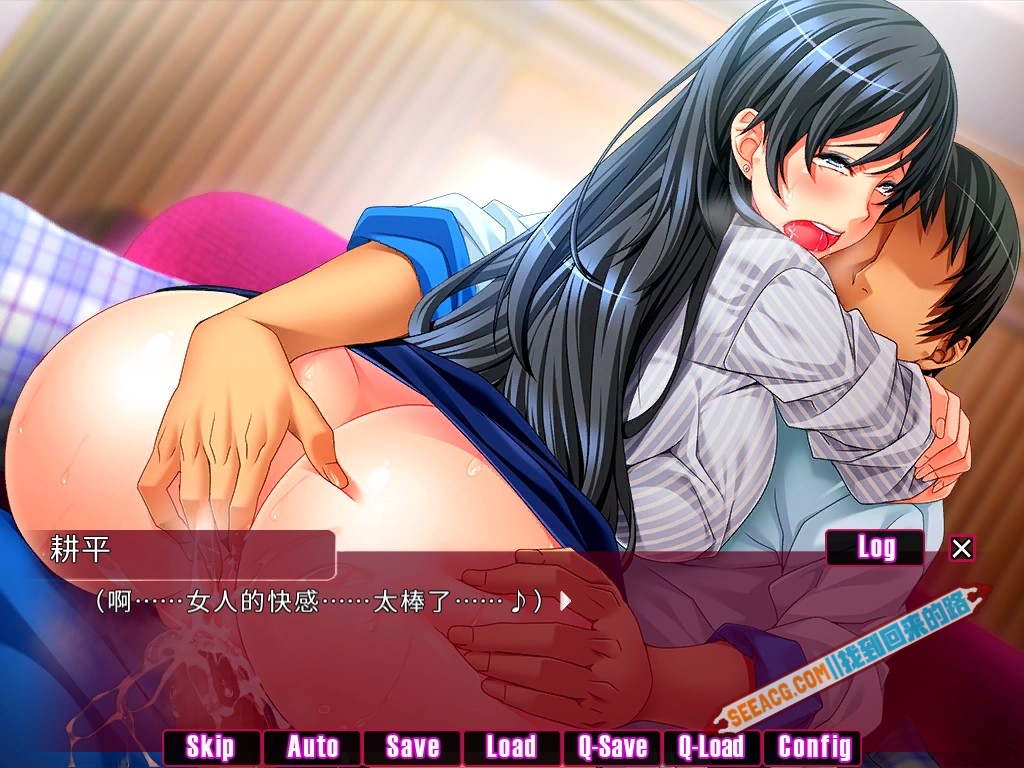 耕平
Log
（啊……女人的快感……太棒了……♪）
SEEACG.COM||找到回来的路
Skip
Auto
Save
Load
Q-Save
Q-Load
Config